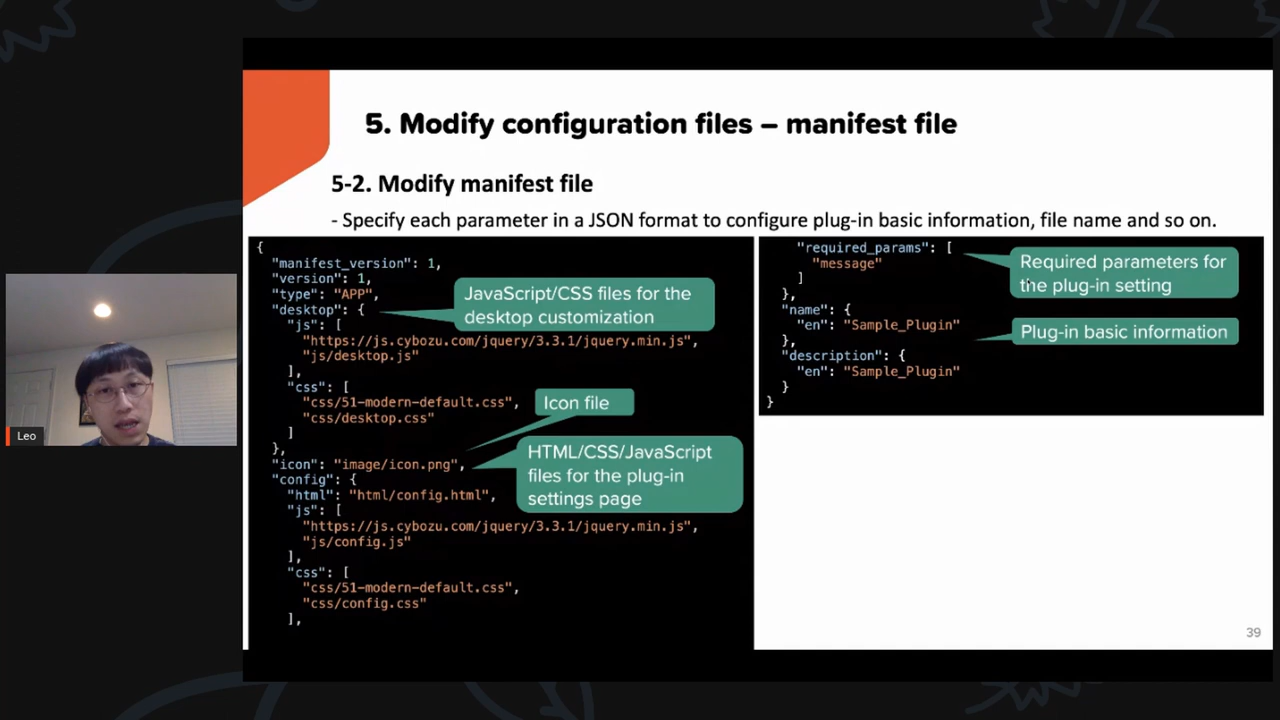 5. Modify configuration files – manifest file
5-2. Modify manifest file
- Specify each parameter in a JSON format to configure plug-in basic information, file name and so on.
{
"manifest_version": 1,
"version": 1,
"type": "APP",
"desktop": {
"js": [
"https://js.cybozu.com/jquery/3.3.1/jquery.min.js",
"js/desktop.js"
],
"css": [
"css/51-modern-default.css",
"css/desktop.css"
]
},
"icon": "image/icon.png",
"config": {
"html": "html/config.html",
"js": [
"https://js.cybozu.com/jquery/3.3.1/jquery.min.js",
"js/config.js"
],
"css": [
"css/51-modern-default.css",
"css/config.css"
],
JavaScript/CSS files for the
desktop customization
Icon file
HTML/CSS/JavaScript
files for the plug-in
settings page
"required_params": [
"message"
]
},
"name": {
"en": "Sample_Plugin"
},
"description": {
"en": "Sample_Plugin"
}
}
Required parameters for
the plug-in setting
Plug-in basic information
39
Leo